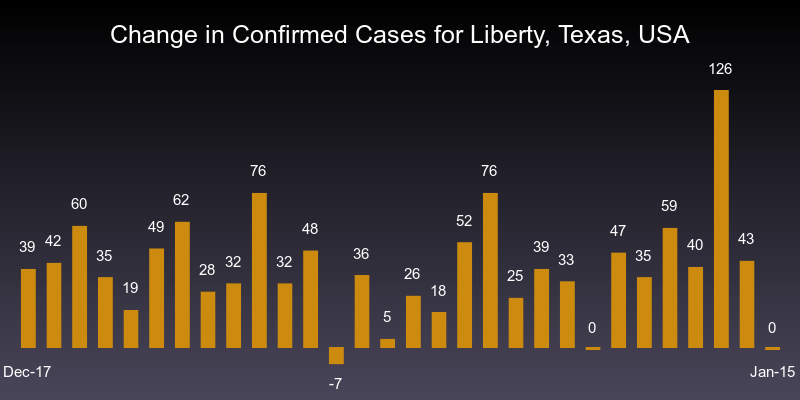 Change in Confirmed Cases for Liberty, Texas, USA
39 42 60 35 19 49 62 28 32 76 32 48 -7 36 5 26 18 52 76 25 39 33 0 47 35 59 40 126 43 0
Dec-17 Jan-15